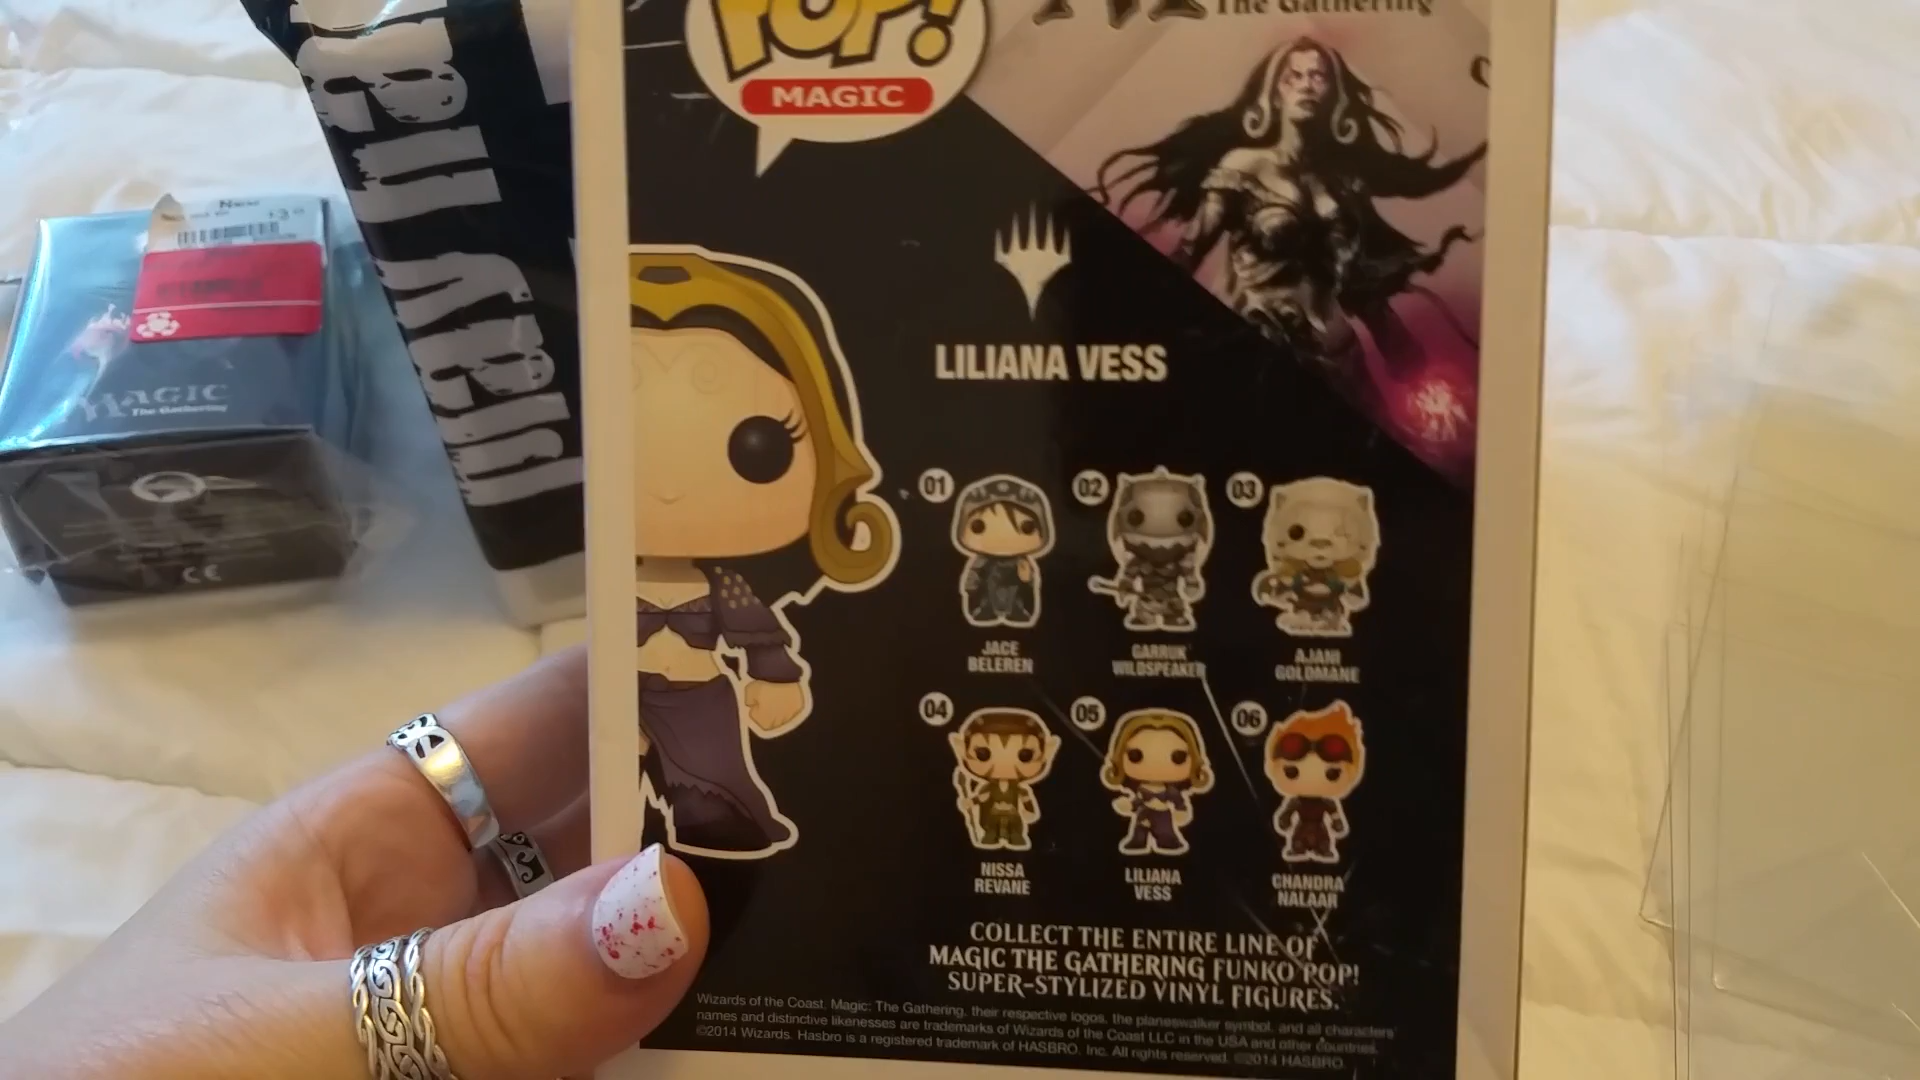 POP!
The Gathering
MAGIC
New
MAGIC
The Gathering
CE
LILIANA VESS
01
02
03
JACE
BELEREN
GARRUK
WILDSPEAKER
AJANI
GOLDMANE
04
05
06
NISSA
REVANE
LILIANA
VESS
CHANDRA
NALAAR
COLLECT THE ENTIRE LINE OF
MAGIC THE GATHERING FUNKO POP!
SUPER-STYLIZED VINYL FIGURES.
Wizards of the Coast, Magic: The Gathering, their respective logos, the planeswalker symbol, and all characters'
names and distinctive likenesses are trademarks of Wizards of the Coast LLC in the USA and other countries.
©2014 Wizards. Hasbro is a registered trademark of HASBRO, Inc. All rights reserved. ©2014 HASBRO.